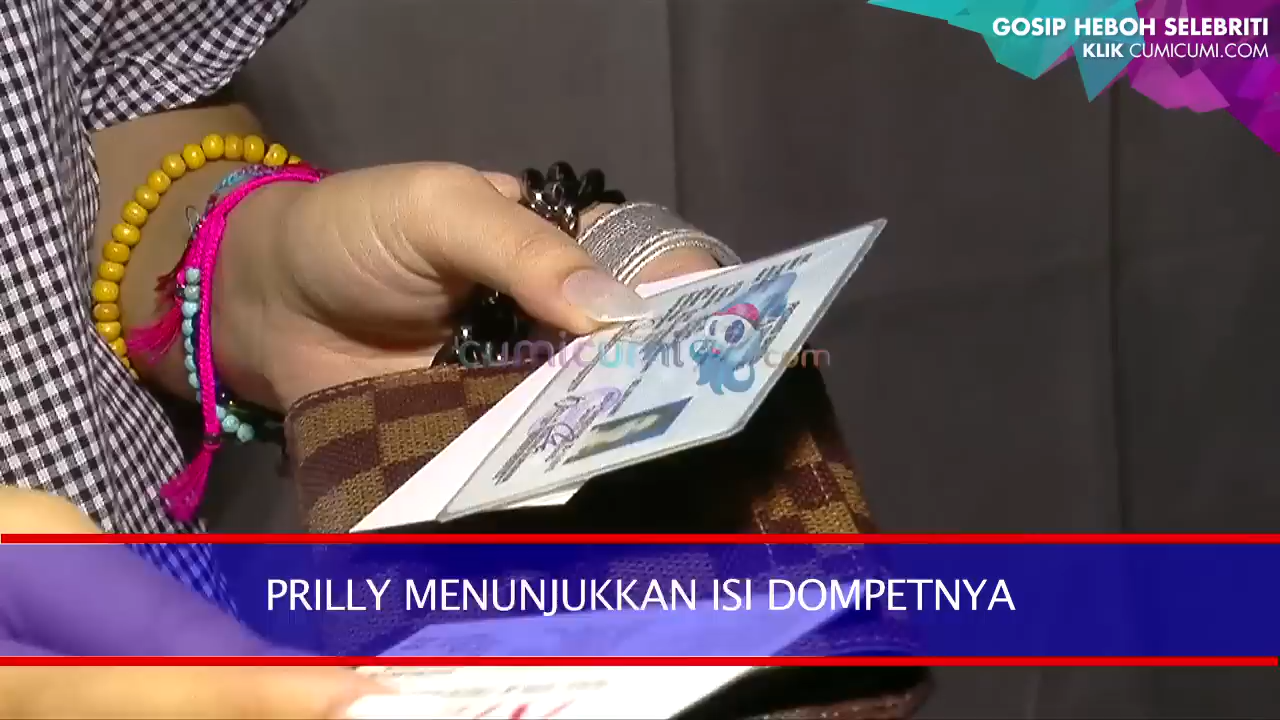 GOSIP HEBOH SELEBRITI
KLIK CUMICUMI.COM
cumicumi.com
PRILLY MENUNJUKKAN ISI DOMPETNYA